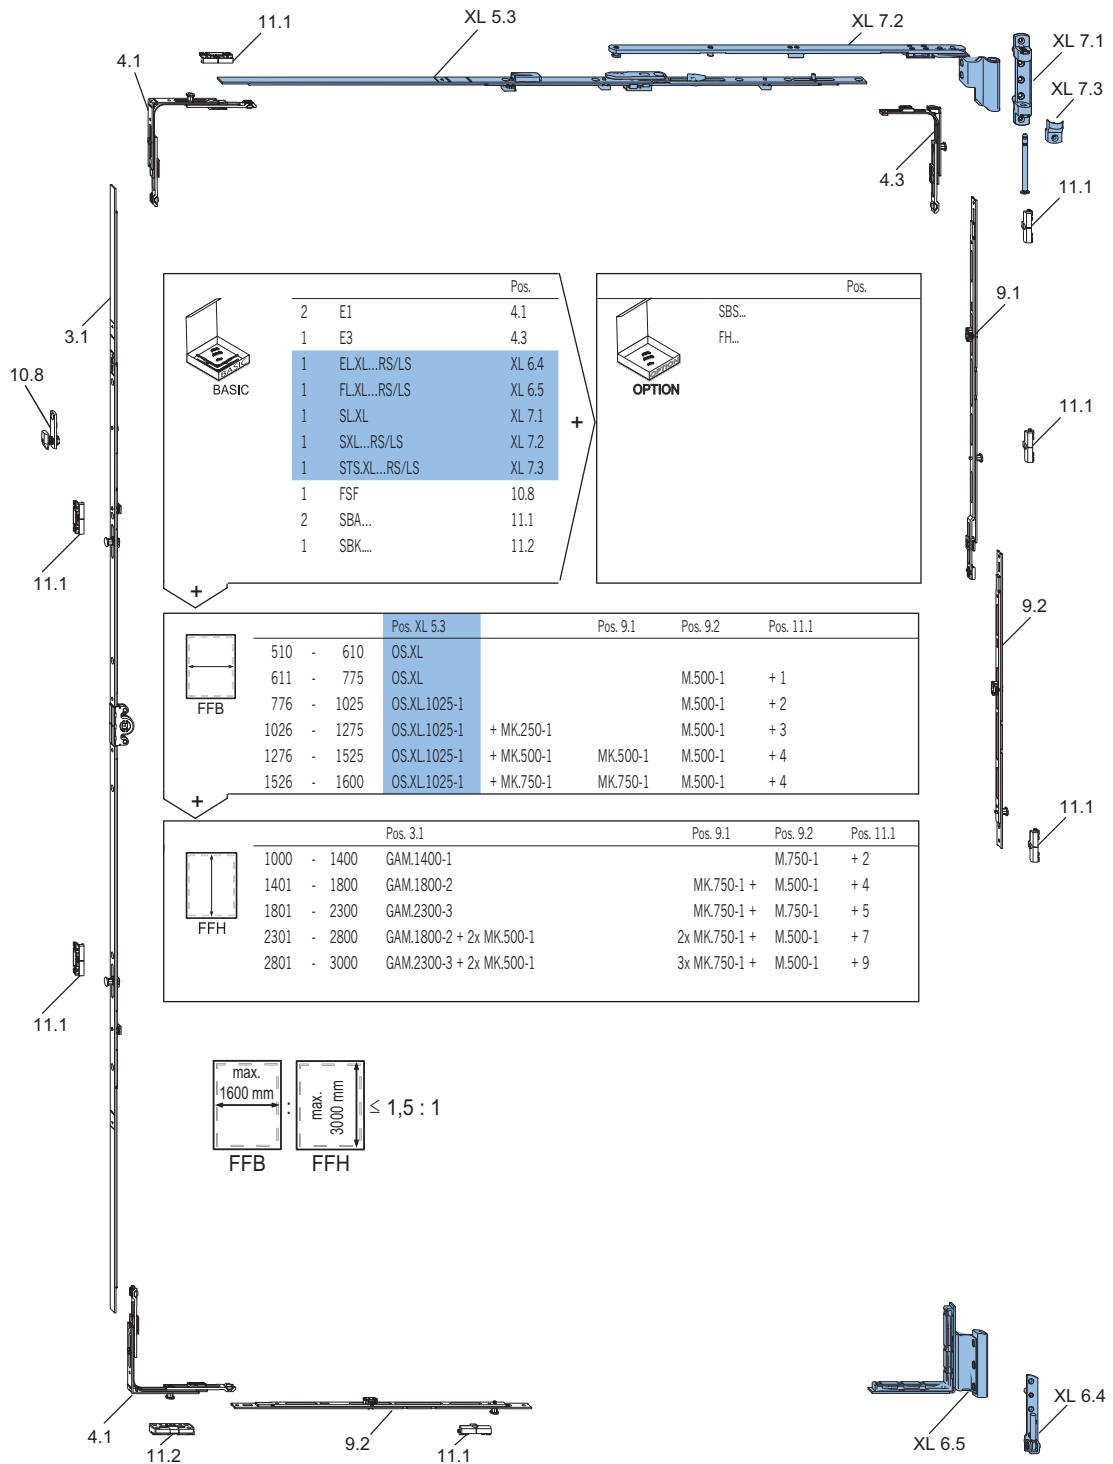 11.1
XL 5.3
XL 7.2
XL 7.1
4.1
XL 7.3
4.3
11.1
3.1
9.1
10.8
11.1
11.1
9.2
11.1
11.1
BASIC
BASIC
Pos.
2 E1 4.1
1 E3 4.3
1 EL.XL...RS/LS XL 6.4
1 FL.XL...RS/LS XL 6.5
1 SL.XL XL 7.1
1 SXL...RS/LS XL 7.2
1 STS.XL...RS/LS XL 7.3
1 FSF 10.8
2 SBA... 11.1
1 SBK.... 11.2
+
OPTION
OPTION
Pos.
SBS...
FH...
+
FFB
Pos. XL 5.3 Pos. 9.1 Pos. 9.2 Pos. 11.1
510 - 610 OS.XL
611 - 775 OS.XL M.500-1 + 1
776 - 1025 OS.XL.1025-1 M.500-1 + 2
1026 - 1275 OS.XL.1025-1 + MK.250-1 M.500-1 + 3
1276 - 1525 OS.XL.1025-1 + MK.500-1 MK.500-1 M.500-1 + 4
1526 - 1600 OS.XL.1025-1 + MK.750-1 MK.750-1 M.500-1 + 4
+
FFH
Pos. 3.1 Pos. 9.1 Pos. 9.2 Pos. 11.1
1000 - 1400 GAM.1400-1 M.750-1 + 2
1401 - 1800 GAM.1800-2 MK.750-1 + M.500-1 + 4
1801 - 2300 GAM.2300-3 MK.750-1 + M.750-1 + 5
2301 - 2800 GAM.1800-2 + 2x MK.500-1 2x MK.750-1 + M.500-1 + 7
2801 - 3000 GAM.2300-3 + 2x MK.500-1 3x MK.750-1 + M.500-1 + 9
max.
1600 mm
:
max.
3000 mm
≤ 1,5 : 1
FFB
FFH
4.1
11.2
9.2
11.1
XL 6.5
XL 6.4